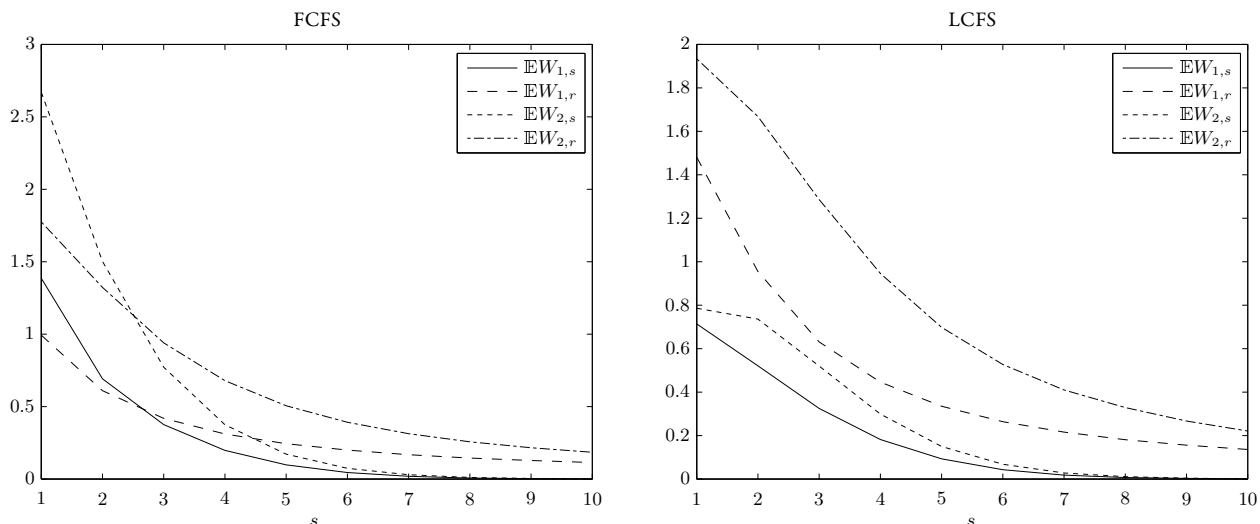 FCFS
3
2.5
2
1.5
1
0.5
0
1 2 3 4 5 6 7 8 9 10
s
𝔼W₁,ₛ
𝔼W₁,ᵣ
𝔼W₂,ₛ
𝔼W₂,ᵣ
LCFS
2
1.8
1.6
1.4
1.2
1
0.8
0.6
0.4
0.2
0
1 2 3 4 5 6 7 8 9 10
s
𝔼W₁,ₛ
𝔼W₁,ᵣ
𝔼W₂,ₛ
𝔼W₂,ᵣ